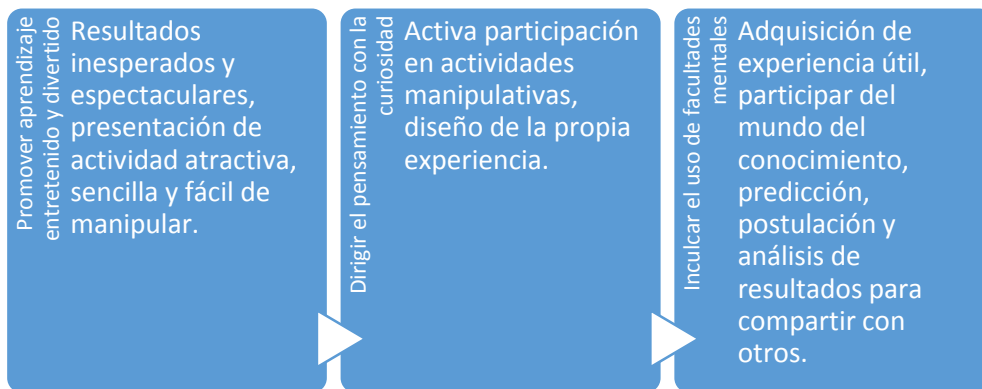 Promover aprendizaje
entretenido y divertido
Resultados
inesperados y
espectaculares,
presentación de
actividad atractiva,
sencilla y fácil de
manipular.
Dirigir el pensamiento con la
curiosidad
Activa participación
en actividades
manipulativas,
diseño de la propia
experiencia.
Inculcar el uso de facultades
mentales
Adquisición de
experiencia útil,
participar del
mundo del
conocimiento,
predicción,
postulación y
análisis de
resultados para
compartir con
otros.